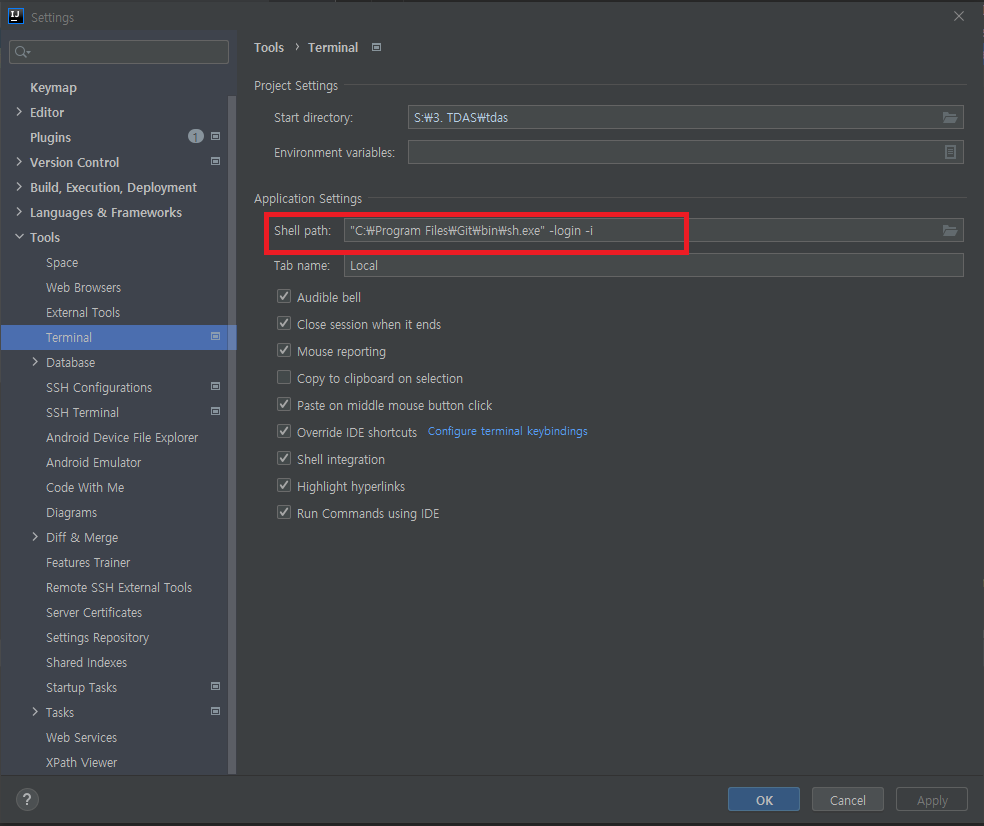 IJ Settings
Keymap
Editor
Plugins 1
Version Control
Build, Execution, Deployment
Languages & Frameworks
Tools
Space
Web Browsers
External Tools
Terminal
Database
SSH Configurations
SSH Terminal
Android Device File Explorer
Android Emulator
Code With Me
Diagrams
Diff & Merge
Features Trainer
Remote SSH External Tools
Server Certificates
Settings Repository
Shared Indexes
Startup Tasks
Tasks
Web Services
XPath Viewer
Tools › Terminal
Project Settings
Start directory: S:₩3. TDAS₩tdas
Environment variables:
Application Settings
Shell path: "C:₩Program Files₩Git₩bin₩sh.exe" -login -i
Tab name: Local
Audible bell
Close session when it ends
Mouse reporting
Copy to clipboard on selection
Paste on middle mouse button click
Override IDE shortcuts Configure terminal keybindings
Shell integration
Highlight hyperlinks
Run Commands using IDE
? OK Cancel Apply